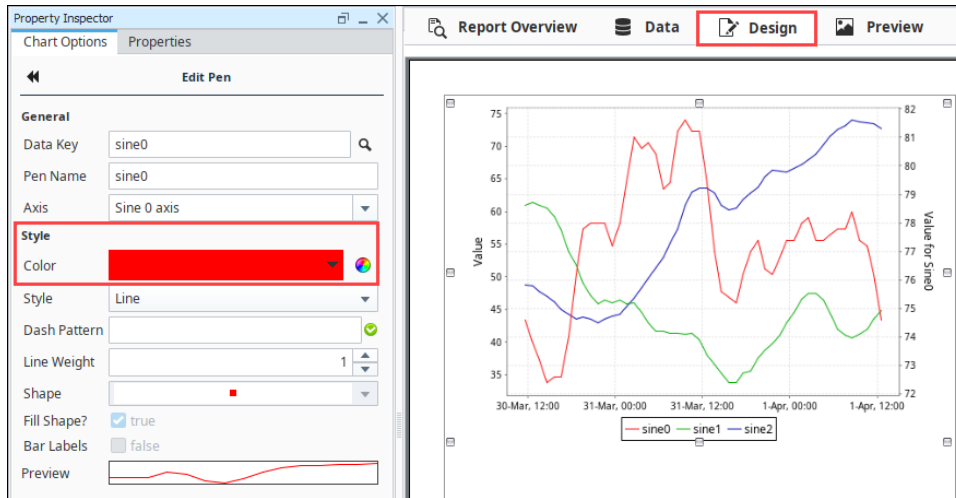 Property Inspector
Chart Options Properties
Edit Pen
General
Data Key sine0
Pen Name sine0
Axis Sine 0 axis
Style
Color
Style Line
Dash Pattern
Line Weight 1
Shape
Fill Shape? true
Bar Labels false
Preview
Report Overview Data Design Preview
75
70
65
60
55
50
45
40
35
Value
82
81
80
79
78
77
76
75
74
73
72
Value for Sine0
30-Mar, 12:00 31-Mar, 00:00 31-Mar, 12:00 1-Apr, 00:00 1-Apr, 12:00
sine0 sine1 sine2